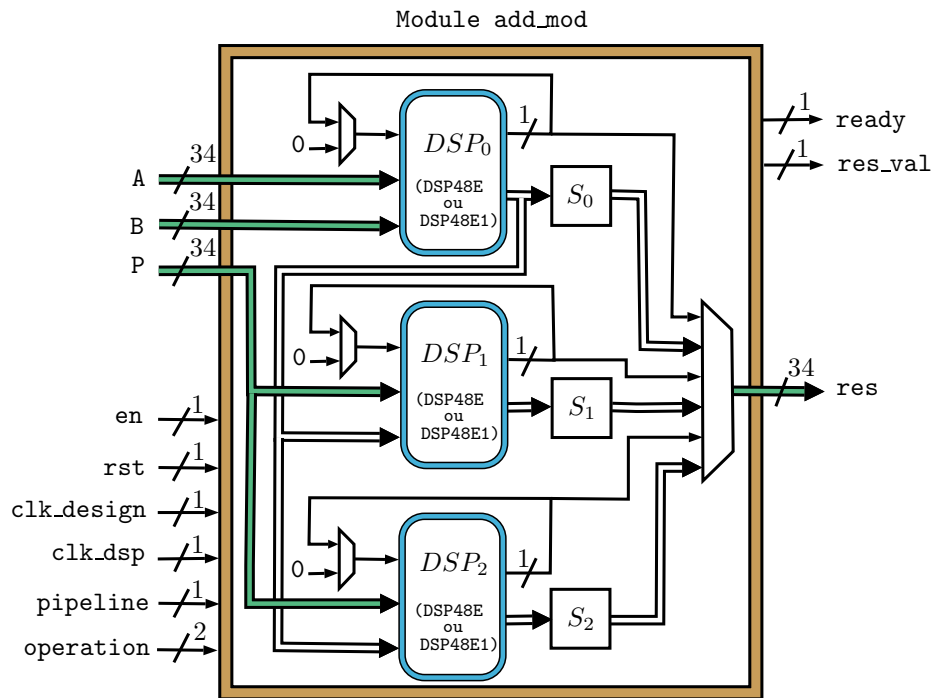 Module add_mod
1
ready
1
res_val
34
A
34
B
34
P
0
DSP0
(DSP48E
ou
DSP48E1)
1
S0
0
DSP1
(DSP48E
ou
DSP48E1)
1
S1
34
res
1
en
1
rst
1
clk_design
1
clk_dsp
1
pipeline
2
operation
0
DSP2
(DSP48E
ou
DSP48E1)
1
S2